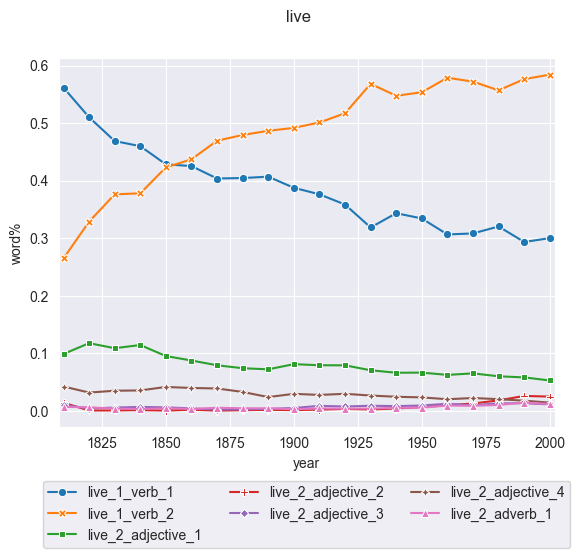 live
0.6
0.5
0.4
0.3
0.2
0.1
0.0
word%
1825 1850 1875 1900 1925 1950 1975 2000
year
live_1_verb_1 live_2_adjective_2 live_2_adjective_4
live_1_verb_2 live_2_adjective_3 live_2_adverb_1
live_2_adjective_1